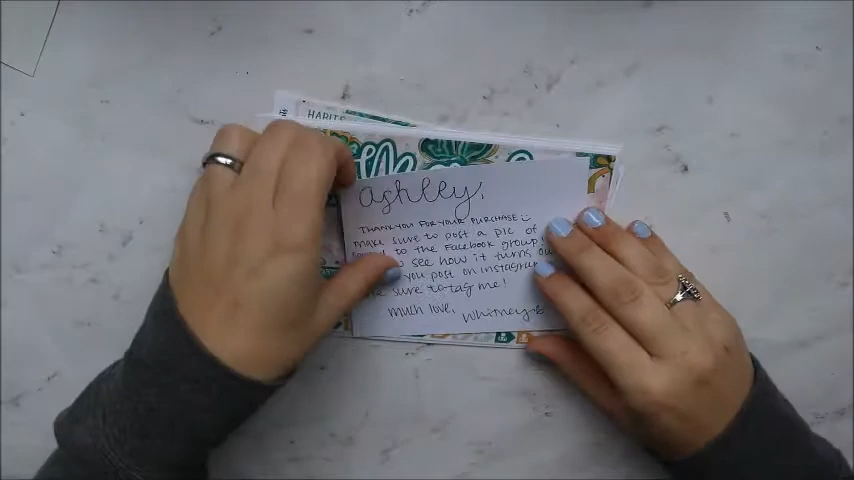 HABITS
Ashley,
THANK YOU FOR YOUR PURCHASE
make sure to post a pic of
to the Facebook group!
see how it turns ou
you post on instagram
sure to tag me!
much love, Whitney